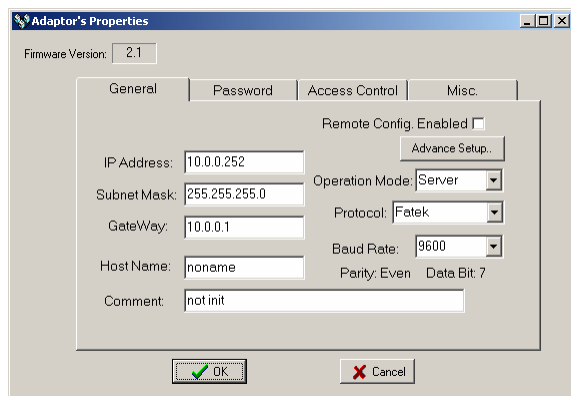 Adaptor's Properties
Firmware Version: 2.1
General Password Access Control Misc.
Remote Config. Enabled
Advance Setup..
IP Address: 10.0.0.252
Operation Mode: Server
Subnet Mask: 255.255.255.0
Protocol: Fatek
GateWay: 10.0.0.1
Baud Rate: 9600
Host Name: noname
Parity: Even Data Bit: 7
Comment: not init
OK Cancel